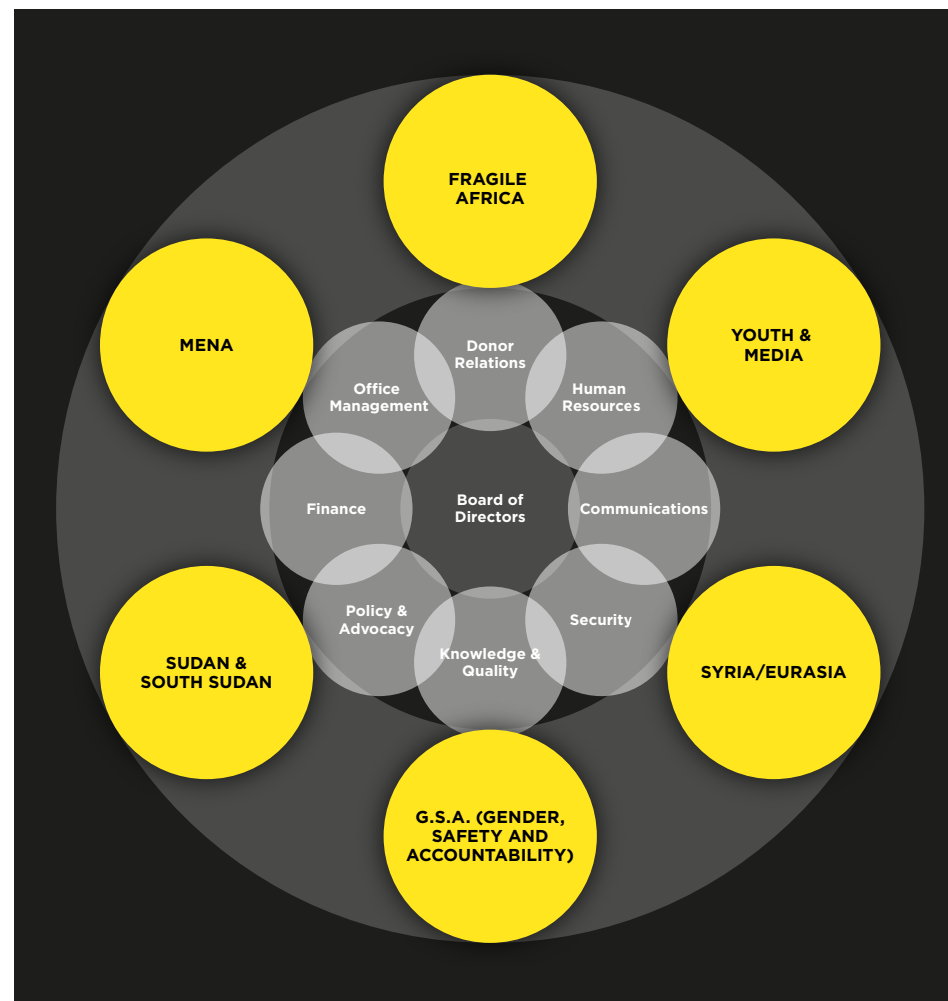 FRAGILE
AFRICA
MENA
YOUTH &
MEDIA
Donor
Relations
Office
Management
Human
Resources
Finance
Board of
Directors
Communications
Policy &
Advocacy
Security
Knowledge &
Quality
SUDAN &
SOUTH SUDAN
SYRIA/EURASIA
G.S.A. (GENDER,
SAFETY AND
ACCOUNTABILITY)